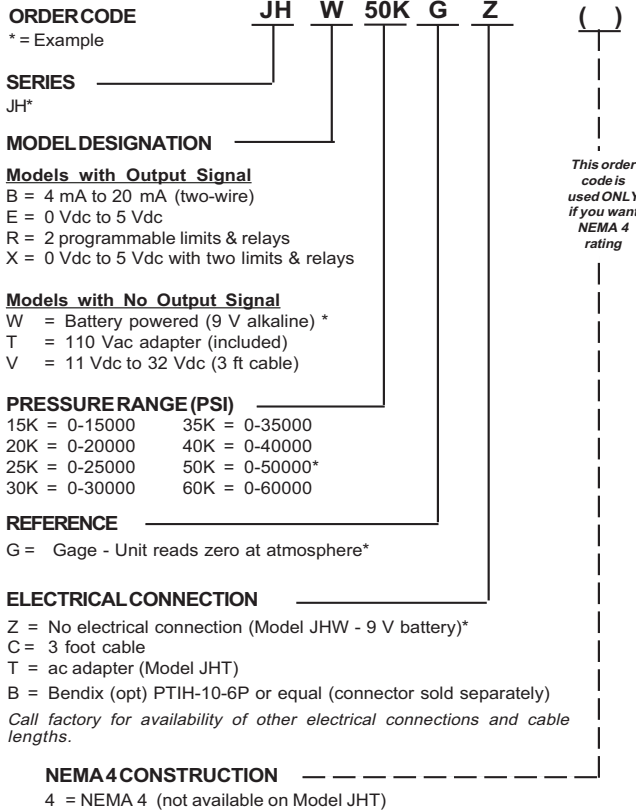 ORDER CODE JH W 50K G Z ( )
* = Example
SERIES
JH*
MODEL DESIGNATION
This order
code is
used ONLY
if you want
NEMA 4
rating
Models with Output Signal
B = 4 mA to 20 mA (two-wire)
E = 0 Vdc to 5 Vdc
R = 2 programmable limits & relays
X = 0 Vdc to 5 Vdc with two limits & relays
Models with No Output Signal
W = Battery powered (9 V alkaline) *
T = 110 Vac adapter (included)
V = 11 Vdc to 32 Vdc (3 ft cable)
PRESSURE RANGE (PSI)
15K = 0-15000 35K = 0-35000
20K = 0-20000 40K = 0-40000
25K = 0-25000 50K = 0-50000*
30K = 0-30000 60K = 0-60000
REFERENCE
G = Gage - Unit reads zero at atmosphere*
ELECTRICAL CONNECTION
Z = No electrical connection (Model JHW - 9 V battery)*
C = 3 foot cable
T = ac adapter (Model JHT)
B = Bendix (opt) PTIH-10-6P or equal (connector sold separately)
Call factory for availability of other electrical connections and cable
lengths.
NEMA 4 CONSTRUCTION
4 = NEMA 4 (not available on Model JHT)